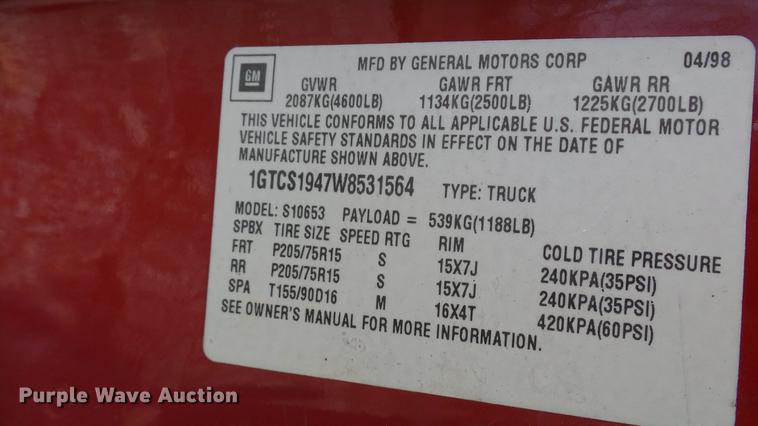 GM
MFD BY GENERAL MOTORS CORP 04/98
GVWR GAWR FRT GAWR RR
2087KG(4600LB) 1134KG(2500LB) 1225KG(2700LB)
THIS VEHICLE CONFORMS TO ALL APPLICABLE U.S. FEDERAL MOTOR
VEHICLE SAFETY STANDARDS IN EFFECT ON THE DATE OF
MANUFACTURE SHOWN ABOVE.
1GTCS1947W8531564 TYPE: TRUCK
MODEL: S10653 PAYLOAD = 539KG(1188LB)
SPBX TIRE SIZE SPEED RTG RIM COLD TIRE PRESSURE
FRT P205/75R15 S 15X7J 240KPA(35PSI)
RR P205/75R15 S 15X7J 240KPA(35PSI)
SPA T155/90D16 M 16X4T 420KPA(60PSI)
SEE OWNER'S MANUAL FOR MORE INFORMATION.
Purple Wave Auction